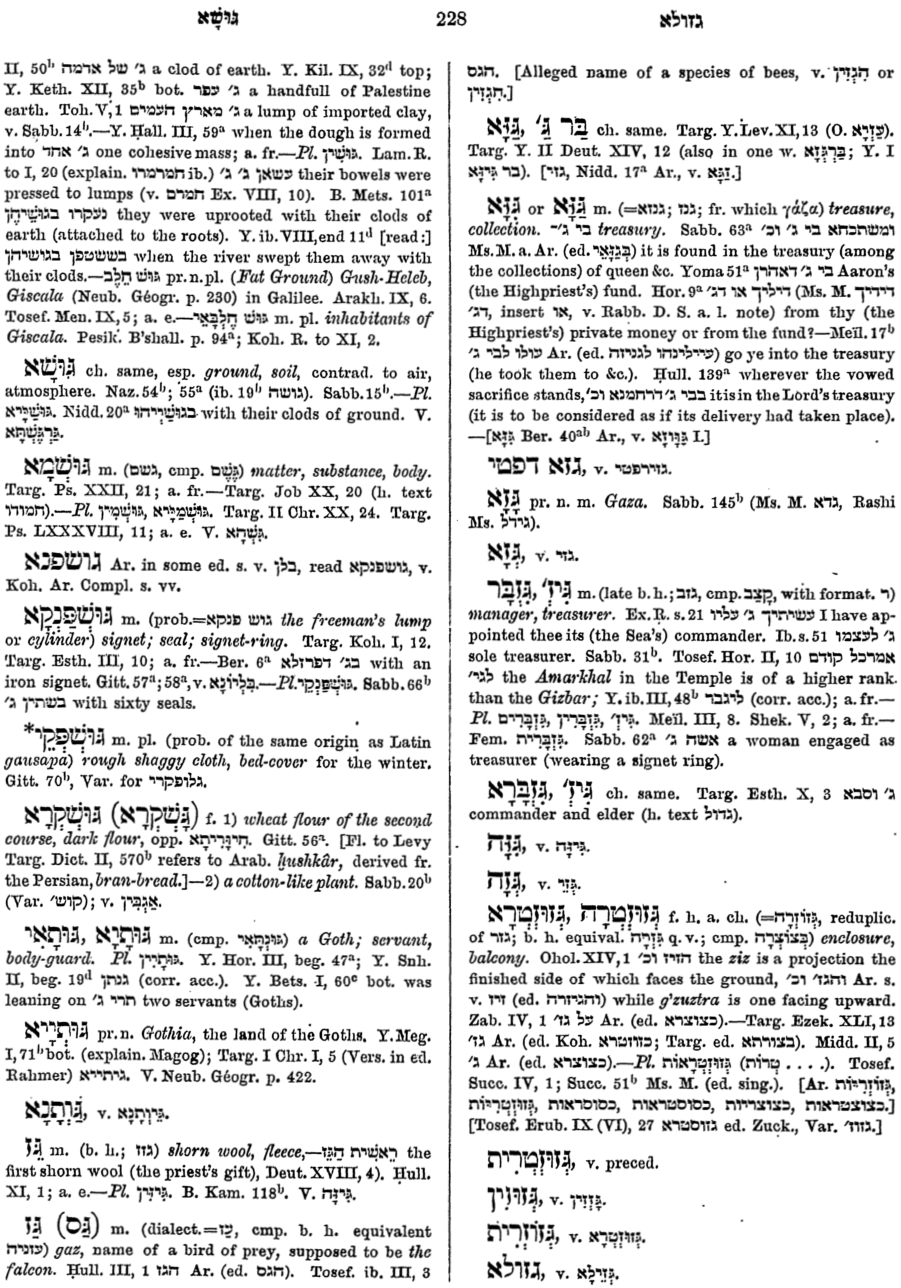 גּוּשָׁא 228 גזולא
II, 50ᵇ ג׳ של אדמה a clod of earth. Y. Kil. IX, 32ᵈ top;
Y. Keth. XII, 35ᵇ bot. ג׳ עפר a handfull of Palestine
earth. Toh. V, 1 ג׳ מארץ העמים a lump of imported clay,
v. Sabb. 14ᵇ.—Y. Ḥall. III, 59ᵃ when the dough is formed
into ג׳ אחד one cohesive mass; a. fr.—Pl. גּוּשִׁין. Lam. R.
to I, 20 (explain. חמרמרו ib.) עשאן ג׳ ג׳ their bowels were
pressed to lumps (v. חמרם Ex. VIII, 10). B. Mets. 101ᵃ
נעקרו בגושֵׁיהֶן they were uprooted with their clods of
earth (attached to the roots). Y. ib. VIII, end 11ᵈ [read:]
בששטפן בגושיהן when the river swept them away with
their clods.—גּוּשׁ חָלָב pr. n. pl. (Fat Ground) Gush-Ḥeleb,
Giscala (Neub. Géogr. p. 230) in Galilee. Arakh. IX, 6.
Tosef. Men. IX, 5; a. e.—גּוּשׁ חֶלְבָּאֵי m. pl. inhabitants of
Giscala. Pesik. B'shall. p. 94ᵃ; Koh. R. to XI, 2.
גּוּשָׁא ch. same, esp. ground, soil, contrad. to air,
atmosphere. Naz. 54ᵇ; 55ᵃ (ib. 19ᵇ גושה). Sabb. 15ᵇ.—Pl.
גּוּשַׁיָּא. Nidd. 20ᵃ בגושַׁיְיהוּ with their clods of ground. V.
גַּרְגֻּשְׁתָּא.
גּוּשְׁמָא m. (גשם, cmp. גֶּשֶׁם) matter, substance, body.
Targ. Ps. XXII, 21; a. fr.—Targ. Job XX, 20 (h. text
חמודו).—Pl. גּוּשְׁמִין, גּוּשְׁמַיָּא. Targ. II Chr. XX, 24. Targ.
Ps. LXXXVIII, 11; a. e. V. גִּשְׁמָא.
גושפנא Ar. in some ed. s. v. בלן, read גושפנקא, v.
Koh. Ar. Compl. s. vv.
גּוּשְׁפַּנְקָא m. (prob.=גוש פנקא the freeman's lump
or cylinder) signet; seal; signet-ring. Targ. Koh. I, 12.
Targ. Esth. III, 10; a. fr.—Ber. 6ᵃ בג׳ דפרזלא with an
iron signet. Gitt. 57ᵃ; 58ᵃ, v. בִּלְיוֹנָא.—Pl. גּוּשְׁפַּנְקֵי. Sabb. 66ᵇ
בשתין ג׳ with sixty seals.
*גּוּשְׁפְּקֵי m. pl. (prob. of the same origin as Latin
gausapa) rough shaggy cloth, bed-cover for the winter.
Gitt. 70ᵇ, Var. for גלופקרי.
גּוּשְׁקְרָא (גָּשְׁקְרָא) f. 1) wheat flour of the second
course, dark flour, opp. חִיוָּרִיתָא. Gitt. 56ᵃ. [Fl. to Levy
Targ. Dict. II, 570ᵇ refers to Arab. ḫushkâr, derived fr.
the Persian, bran-bread.]—2) a cotton-like plant. Sabb. 20ᵇ
(Var. קוש׳); v. אַגְבִּין.
גּוּתָיָא, גּוּתָאֵי m. (cmp. גּוּנְתָּאֵי) a Goth; servant,
body-guard. Pl. גּוּתָיִין. Y. Hor. III, beg. 47ᵃ; Y. Snh.
II, beg. 19ᵈ גנתן (corr. acc.). Y. Bets. I, 60ᶜ bot. was
leaning on תרי ג׳ two servants (Goths).
גּוּתְיָיא pr. n. Gothia, the land of the Goths. Y. Meg.
I, 71ᵇ bot. (explain. Magog); Targ. I Chr. I, 5 (Vers. in ed.
Rahmer) גיתייא. V. Neub. Géogr. p. 422.
גַּוְתָנָא, v. גֵּיוְתָנָא.
גֵּז m. (b. h.; גזז) shorn wool, fleece,—רֵאשִׁית הַגֵּז the
first shorn wool (the priest's gift), Deut. XVIII, 4). Ḥull.
XI, 1; a. e.—Pl. גִּיזִּין. B. Kam. 118ᵇ. V. גִּיזָּה.
גַּז (גַּס) m. (dialect.=עַז, cmp. b. h. equivalent
עזניה) gaz, name of a bird of prey, supposed to be the
falcon. Ḥull. III, 1 הגז Ar. (ed. הגס). Tosef. ib. III, 3
הגס. [Alleged name of a species of bees, v. הִגְזִין or
הִגְזִין.]
גַּזָּא, בַּר גַּ׳ ch. same. Targ. Y. Lev. XI, 13 (O. עָזְיָא).
Targ. Y. II Deut. XIV, 12 (also in one w. בַּרְגַּזָּא; Y. I
בר גִּיזָא). [גזי, Nidd. 17ᵃ Ar., v. זַגָּא.]
גִּזָּא or גַּזָּא m. (=גנזא; גנז; fr. which γάζα) treasure,
collection. בי ג׳־ treasury. Sabb. 63ᵃ ומשתכחא בי ג׳ וכ׳
Ms. M. a. Ar. (ed. בְּגַזָּאֵי) it is found in the treasury (among
the collections) of queen &c. Yoma 51ᵃ בי ג׳ דאהרן Aaron's
(the Highpriest's) fund. Hor. 9ᵃ דיליך או דג׳ (Ms. M. דידיך
דג׳, insert או, v. Rabb. D. S. a. l. note) from thy (the
Highpriest's) private money or from the fund?—Meïl. 17ᵇ
עולו לבי ג׳ Ar. (ed. עיילינהו לגניזה) go ye into the treasury
(he took them to &c.). Ḥull. 139ᵃ wherever the vowed
sacrifice stands, בבי ג׳ דרחמנא וכ׳ it is in the Lord's treasury
(it is to be considered as if its delivery had taken place).
—[גִּזָּא Ber. 40ᵃᵇ Ar., v. גַּוּוֹזָא I.]
גזא דפטי, v. גוזירפטי.
גָּזָא pr. n. m. Gaza. Sabb. 145ᵇ (Ms. M. גדא, Rashi
Ms. גידל).
גְּזָא, v. גזי.
גִּזְבָּר, גִּיז׳ m. (late b. h.; גזב, cmp. קָצַב, with format. ר)
manager, treasurer. Ex. R. s. 21 עשיתיך ג׳ עליו I have ap-
pointed thee its (the Sea's) commander. Ib. s. 51 ג׳ לעצמו
sole treasurer. Sabb. 31ᵇ. Tosef. Hor. II, 10 אמרכל קודם
לגי׳ the Amarkhal in the Temple is of a higher rank
than the Gizbar; Y. ib. III, 48ᵇ ליגבר (corr. acc.); a. fr.—
Pl. גִּזְבָּרִים, גִּזְבָּרִין, גִּיז׳. Meïl. III, 8. Shek. V, 2; a. fr.—
Fem. גִּזְבָּרִית. Sabb. 62ᵃ אשה ג׳ a woman engaged as
treasurer (wearing a signet ring).
גִּזְבָּרָא, גִּיז׳ ch. same. Targ. Esth. X, 3 ג׳ וסבא
commander and elder (h. text גדול).
גִּזָּה, v. גִּיזָּה.
גְּזָה, v. גְּזֵי.
גְּזוּזְטְרָא, גְּזוּזְטְרָה f. h. a. ch. (=גְּזוֹזְרָה, reduplic.
of גזר; b. h. equival. גִּזְרָה q. v.; cmp. כְּצוֹצְרָה) enclosure,
balcony. Ohol. XIV, 1 הזיז וכ׳ the ziz is a projection the
finished side of which faces the ground, והגז׳ וכ׳ Ar. s.
v. זיז (ed. והגיזרה) while g'zuztra is one facing upward.
Zab. IV, 1 על גז׳ Ar. (ed. כצוצרא).—Targ. Ezek. XLI, 13
גז׳ Ar. (ed. Koh. כזוזטרא; Targ. ed. בצורתא). Midd. II, 5
ג׳ Ar. (ed. כצוצרא).—Pl. גְּזוּזְטְרָאוֹת (.... טְרוֹת). Tosef.
Succ. IV, 1; Succ. 51ᵇ Ms. M. (ed. sing.). [Ar. גְּזוֹזְרִיּוֹת,
כצוצטראות, כצוצריות, כסוסטראות, כסוסראות, גְּזוּזְטְרִיּוֹת.]
[Tosef. Erub. IX (VI), 27 גזוסטרא ed. Zuck., Var. גזוז׳.]
גְּזוּזְטְרִית, v. preced.
גְּזוּזִין, v. גָּזְזִין.
גְּזוֹזְרִית, v. גְּזוּזְטְרָא.
גזולא, v. גְּזֵילָא.